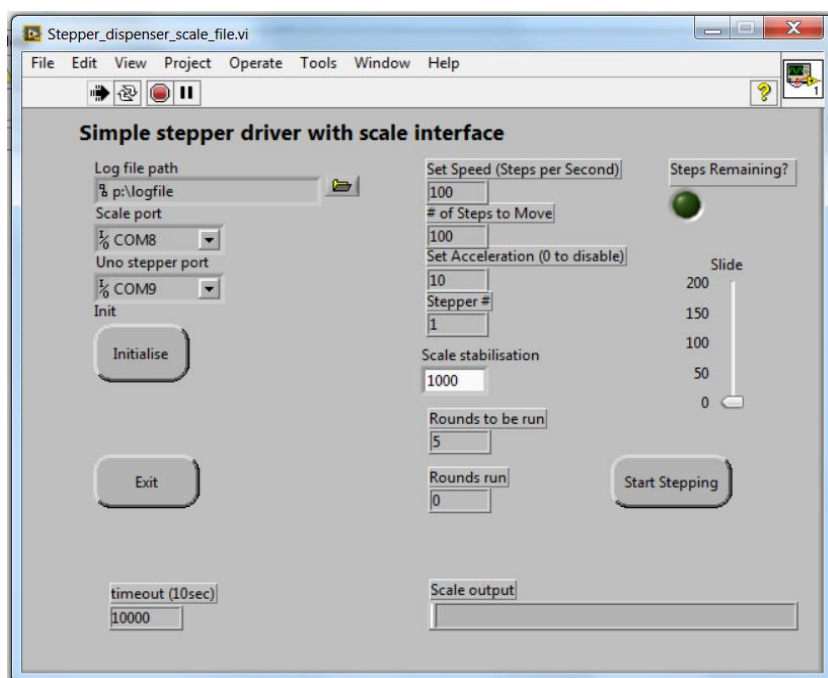 Stepper_dispenser_scale_file.vi
File Edit View Project Operate Tools Window Help
1
Simple stepper driver with scale interface
Log file path
p:\logfile
Scale port
COM8
Uno stepper port
COM9
Init
Initialise
Exit
timeout (10sec)
10000
Set Speed (Steps per Second)
100
# of Steps to Move
100
Set Acceleration (0 to disable)
10
Stepper #
1
Scale stabilisation
1000
Rounds to be run
5
Rounds run
0
Scale output
Steps Remaining?
Slide
200
150
100
50
0
Start Stepping